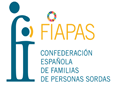 FIAPAS
CONFEDERACIÓN
ESPAÑOLA
DE FAMILIAS
DE PERSONAS SORDAS